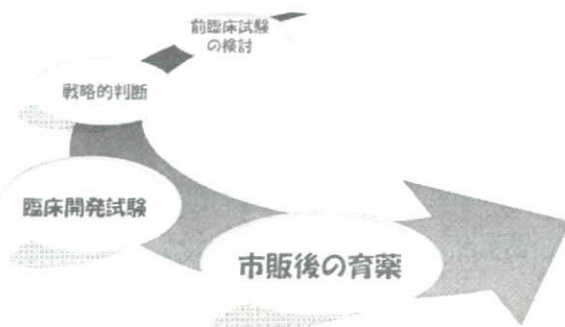 前臨床試験
の検討
戦略的判断
臨床開発試験
市販後の育薬